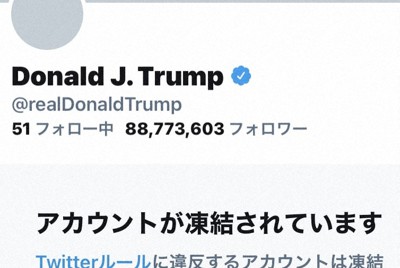 Donald J. Trump
@realDonaldTrump
51 フォロー中 88,773,603 フォロワー
アカウントが凍結されています
Twitterルールに違反するアカウントは凍結